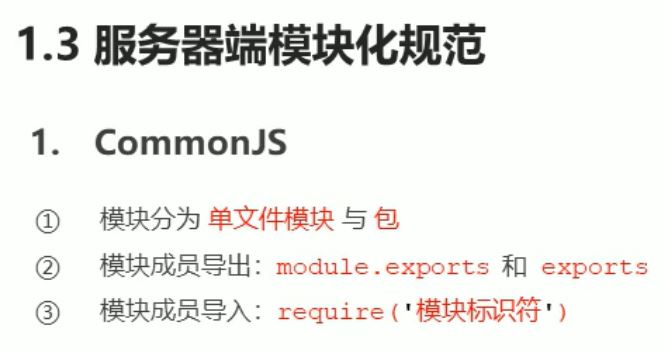 1.3 服务器端模块化规范
1. CommonJS
① 模块分为 单文件模块 与 包
② 模块成员导出：module.exports 和 exports
③ 模块成员导入：require('模块标识符')